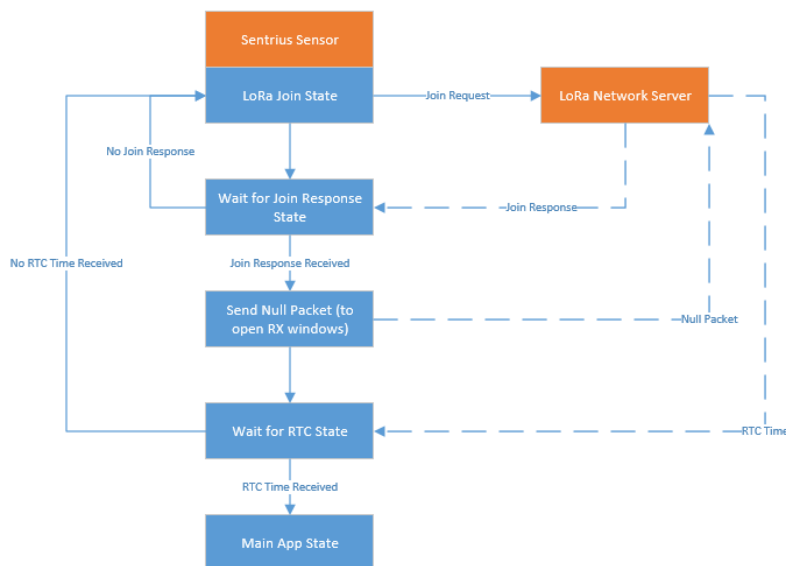 Sentrius Sensor
LoRa Join State
Join Request
LoRa Network Server
No Join Response
Wait for Join Response
State
Join Response
No RTC Time Received
Join Response Received
Send Null Packet (to
open RX windows)
Null Packet
Wait for RTC State
RTC Time
RTC Time Received
Main App State